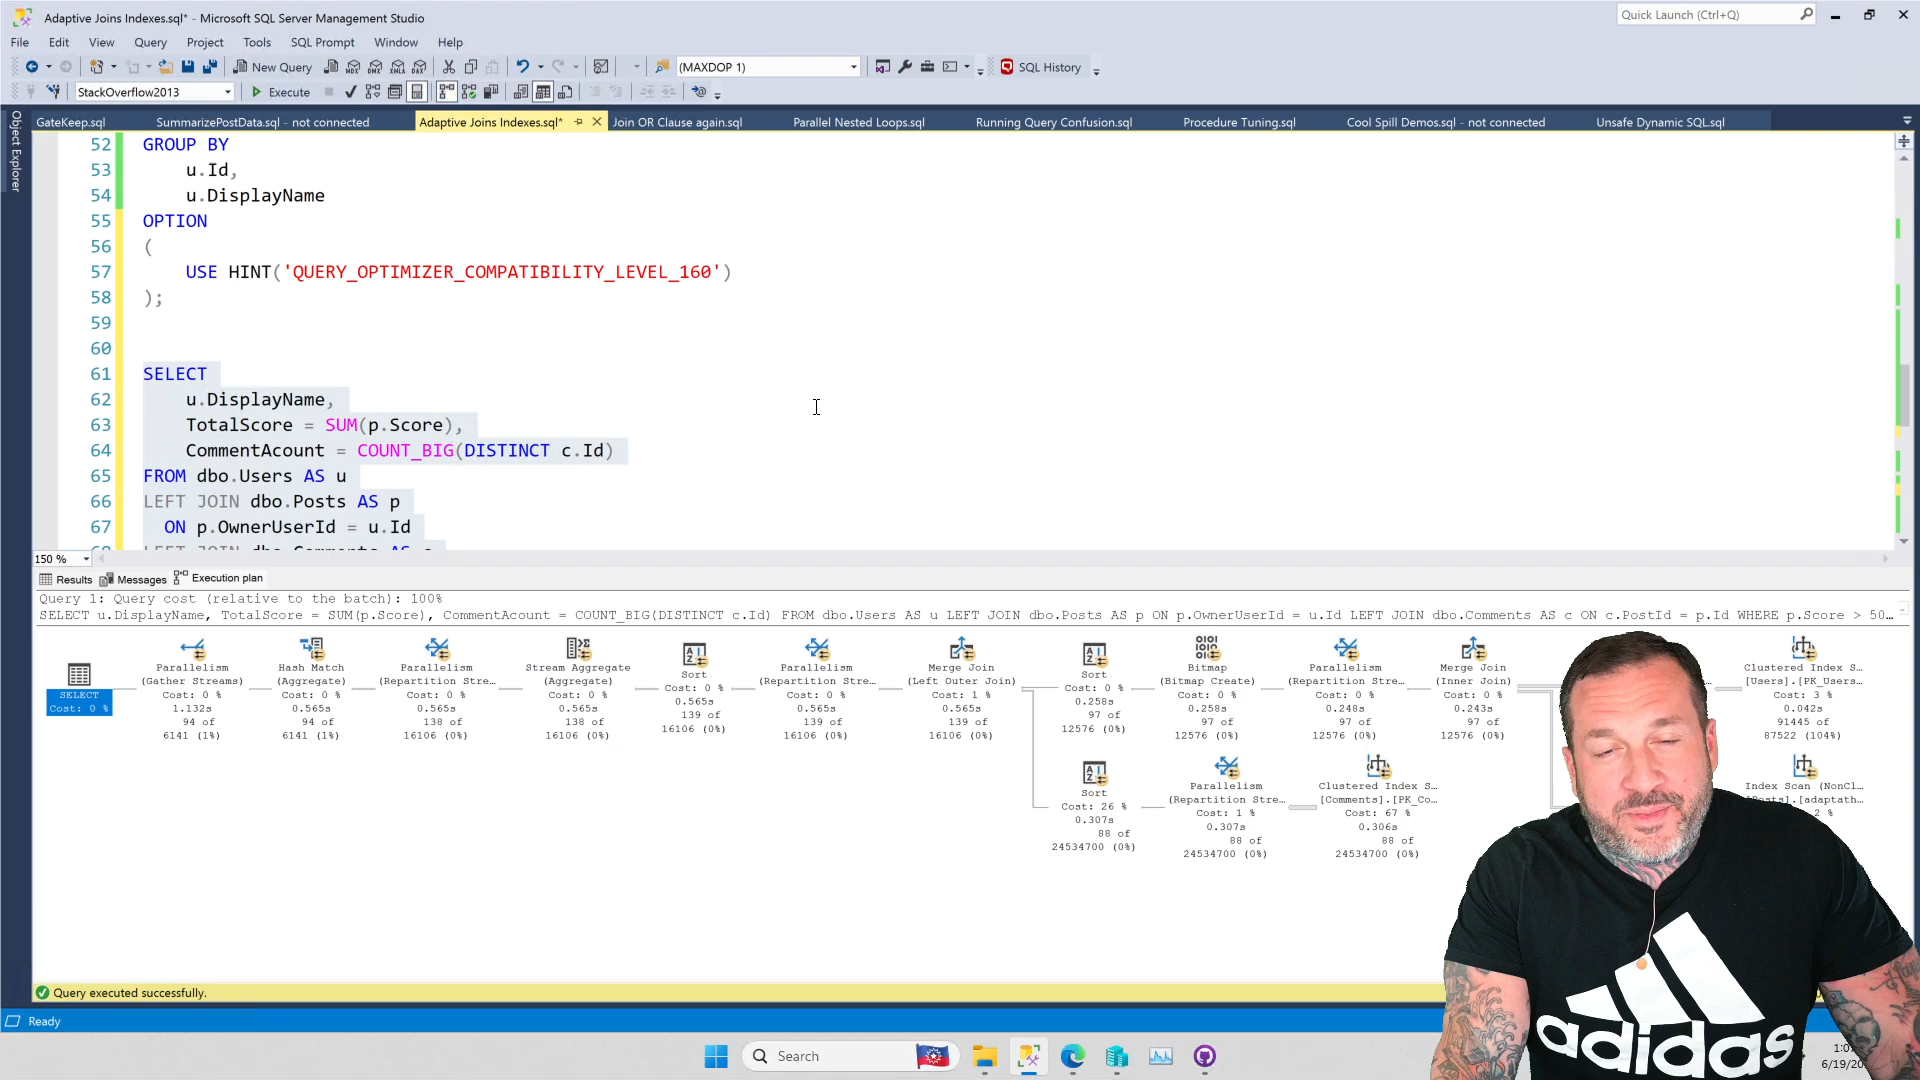 Adaptive Joins Indexes.sql* - Microsoft SQL Server Management Studio
Quick Launch (Ctrl+Q)
File Edit View Query Project Tools SQL Prompt Window Help
New Query (MAXDOP 1) SQL History
StackOverflow2013 Execute
Object Explorer
GateKeep.sql SummarizePostData.sql - not connected Adaptive Joins Indexes.sql* Join OR Clause again.sql Parallel Nested Loops.sql Running Query Confusion.sql Procedure Tuning.sql Cool Spill Demos.sql - not connected Unsafe Dynamic SQL.sql
52 GROUP BY
53 u.Id,
54 u.DisplayName
55 OPTION
56 (
57 USE HINT('QUERY_OPTIMIZER_COMPATIBILITY_LEVEL_160')
58 );
59
60
61 SELECT
62 u.DisplayName,
63 TotalScore = SUM(p.Score),
64 CommentAcount = COUNT_BIG(DISTINCT c.Id)
65 FROM dbo.Users AS u
66 LEFT JOIN dbo.Posts AS p
67 ON p.OwnerUserId = u.Id
68 LEFT JOIN dbo.Comments AS c
150 %
Results Messages Execution plan
Query 1: Query cost (relative to the batch): 100%
SELECT u.DisplayName, TotalScore = SUM(p.Score), CommentAcount = COUNT_BIG(DISTINCT c.Id) FROM dbo.Users AS u LEFT JOIN dbo.Posts AS p ON p.OwnerUserId = u.Id LEFT JOIN dbo.Comments AS c ON c.PostId = p.Id WHERE p.Score > 50...
SELECT
Cost: 0 %
Parallelism
(Gather Streams)
Cost: 0 %
1.132s
94 of
6141 (1%)
Hash Match
(Aggregate)
Cost: 0 %
0.565s
94 of
6141 (1%)
Parallelism
(Repartition Stre...
Cost: 0 %
0.565s
138 of
16106 (0%)
Stream Aggregate
(Aggregate)
Cost: 0 %
0.565s
138 of
16106 (0%)
Sort
Cost: 0 %
0.565s
139 of
16106 (0%)
Parallelism
(Repartition Stre...
Cost: 0 %
0.565s
139 of
16106 (0%)
Merge Join
(Left Outer Join)
Cost: 1 %
0.565s
139 of
16106 (0%)
Sort
Cost: 0 %
0.258s
97 of
12576 (0%)
Bitmap
(Bitmap Create)
Cost: 0 %
0.258s
97 of
12576 (0%)
Parallelism
(Repartition Stre...
Cost: 0 %
0.248s
97 of
12576 (0%)
Merge Join
(Inner Join)
Cost: 0 %
0.243s
97 of
12576 (0%)
Clustered Index S...
[Users].[PK_Users...
Cost: 3 %
0.042s
91445 of
87522 (104%)
Sort
Cost: 26 %
0.307s
88 of
24534700 (0%)
Parallelism
(Repartition Stre...
Cost: 1 %
0.307s
88 of
24534700 (0%)
Clustered Index S...
[Comments].[PK_Co...
Cost: 67 %
0.306s
88 of
24534700 (0%)
Index Scan (NonCl...
[Posts].[adaptath...
2 %
Query executed successfully.
Ready
Search
adidas
1:0
6/19/20